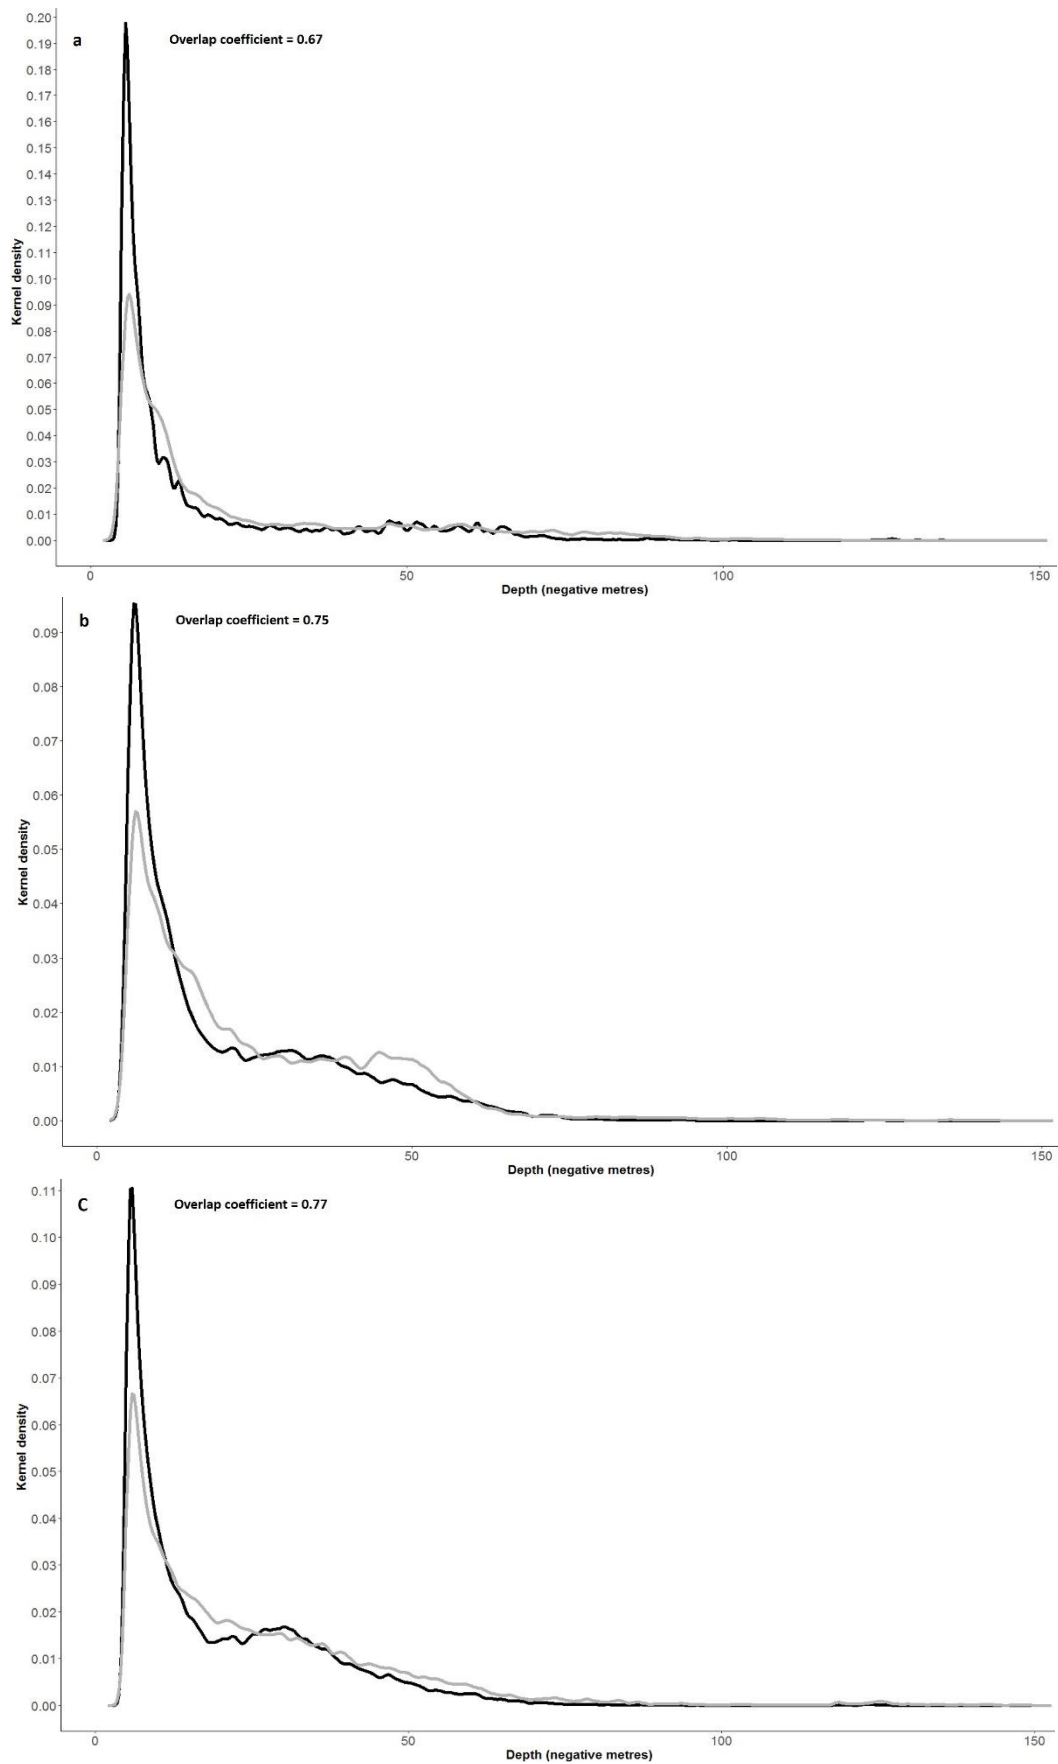 a
Overlap coefficient = 0.67
Kernel density
0.20
0.19
0.18
0.17
0.16
0.15
0.14
0.13
0.12
0.11
0.10
0.09
0.08
0.07
0.06
0.05
0.04
0.03
0.02
0.01
0.00
0 50 100 150
Depth (negative metres)
b
Overlap coefficient = 0.75
Kernel density
0.09
0.08
0.07
0.06
0.05
0.04
0.03
0.02
0.01
0.00
0 50 100 150
Depth (negative metres)
C
Overlap coefficient = 0.77
Kernel density
0.11
0.10
0.09
0.08
0.07
0.06
0.05
0.04
0.03
0.02
0.01
0.00
0 50 100 150
Depth (negative metres)